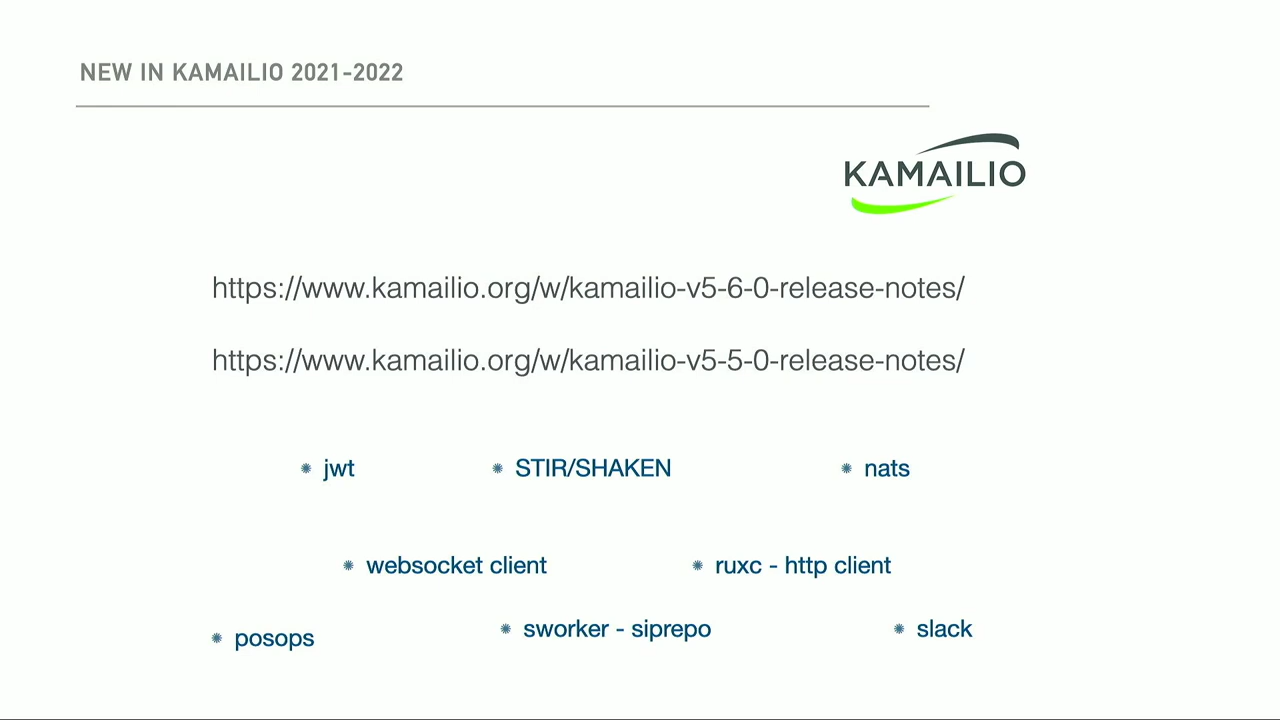 NEW IN KAMAILIO 2021-2022
KAMAILIO
https://www.kamailio.org/w/kamailio-v5-6-0-release-notes/
https://www.kamailio.org/w/kamailio-v5-5-0-release-notes/
jwt
STIR/SHAKEN
nats
websocket client
ruxc - http client
posops
sworker - siprepo
slack